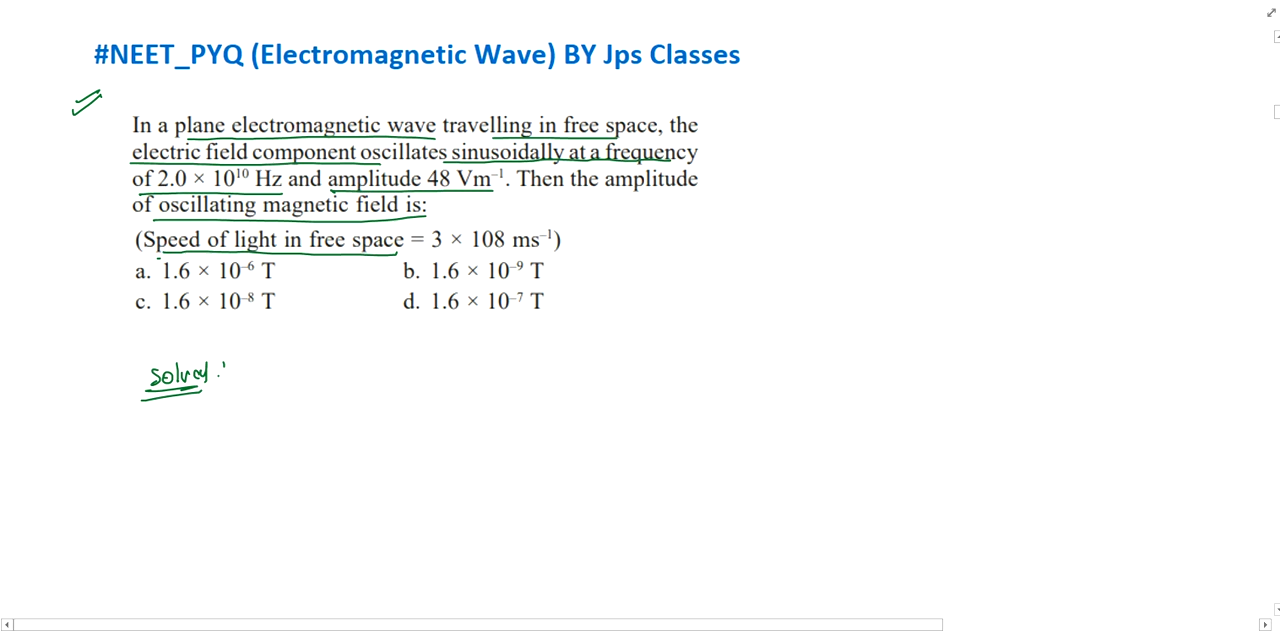 #NEET_PYQ (Electromagnetic Wave) BY Jps Classes
In a plane electromagnetic wave travelling in free space, the
electric field component oscillates sinusoidally at a frequency
of 2.0 × 10¹⁰ Hz and amplitude 48 Vm⁻¹. Then the amplitude
of oscillating magnetic field is:
(Speed of light in free space = 3 × 108 ms⁻¹)
a. 1.6 × 10⁻⁶ T b. 1.6 × 10⁻⁹ T
c. 1.6 × 10⁻⁸ T d. 1.6 × 10⁻⁷ T